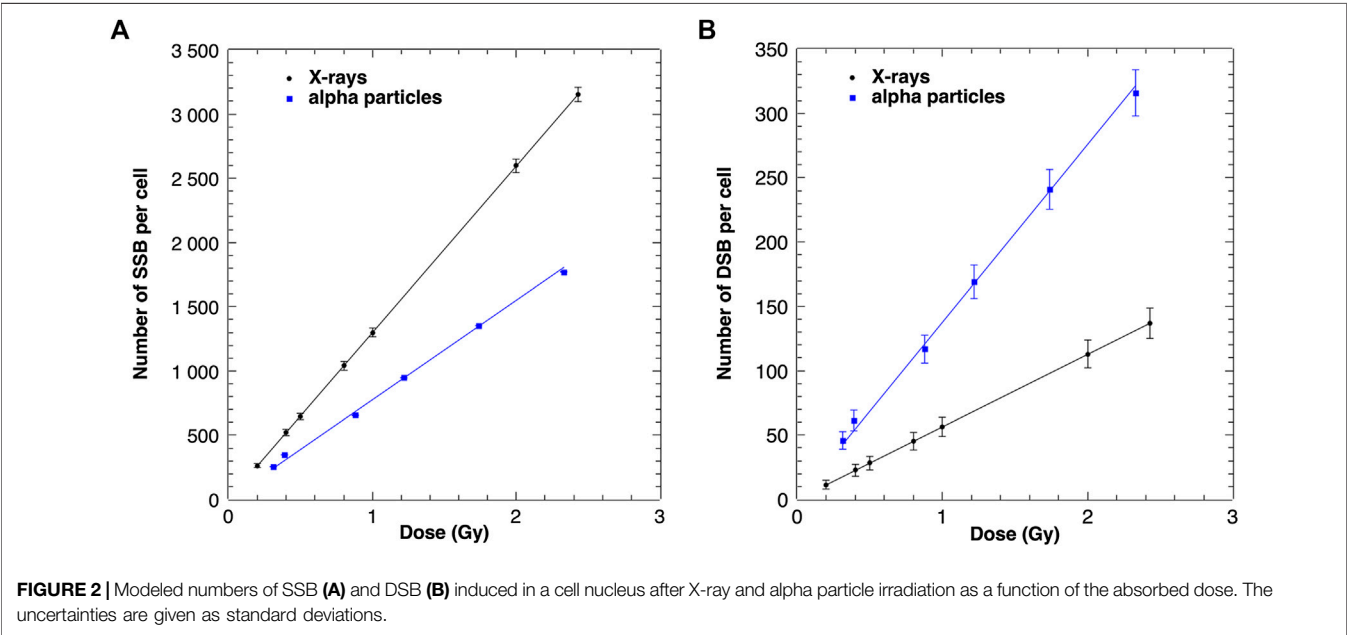 A
3 500
3 000
2 500
2 000
1 500
1 000
500
0
0 1 2 3
Number of SSB per cell
Dose (Gy)
X-rays
alpha particles
B
350
300
250
200
150
100
50
0
0 1 2 3
Number of DSB per cell
Dose (Gy)
X-rays
alpha particles
FIGURE 2 | Modeled numbers of SSB (A) and DSB (B) induced in a cell nucleus after X-ray and alpha particle irradiation as a function of the absorbed dose. The
uncertainties are given as standard deviations.